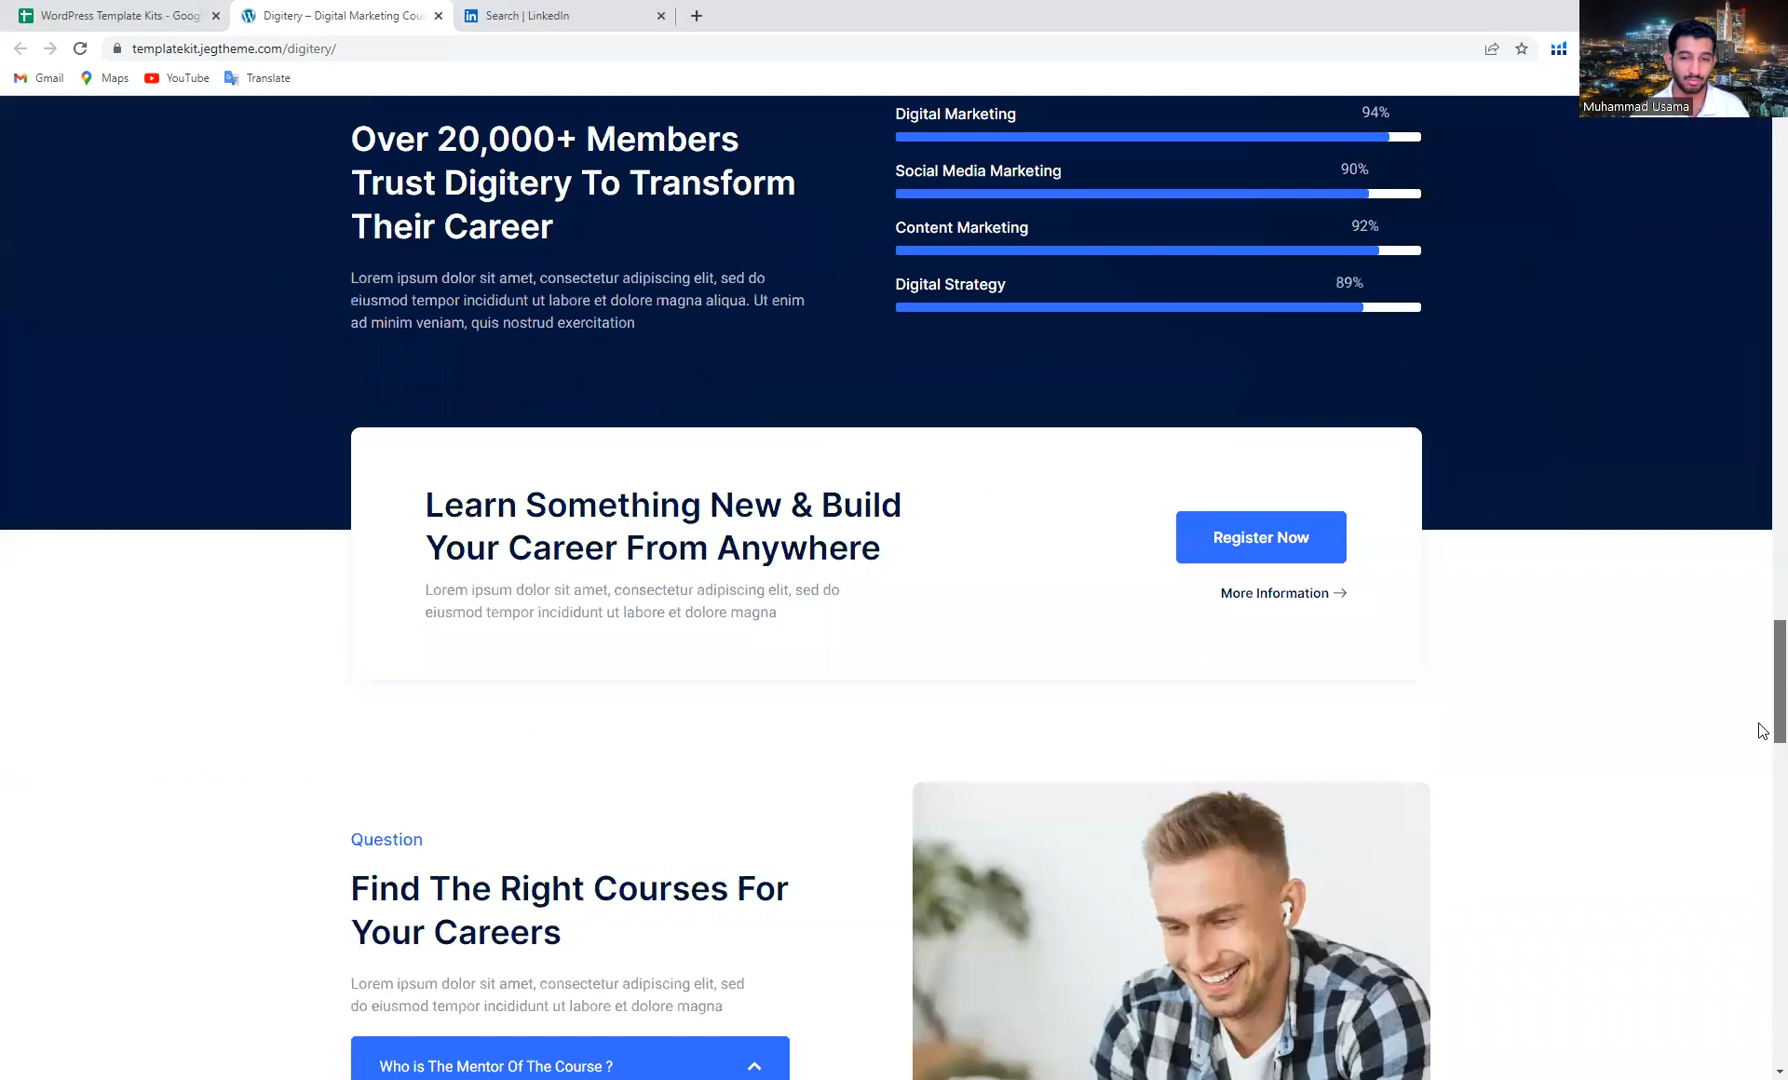 WordPress Template Kits - Goog
Digitery – Digital Marketing Cou
Search | LinkedIn
templatekit.jegtheme.com/digitery/
Gmail
Maps
YouTube
Translate
Muhammad Usama
Over 20,000+ Members
Trust Digitery To Transform
Their Career
Lorem ipsum dolor sit amet, consectetur adipiscing elit, sed do
eiusmod tempor incididunt ut labore et dolore magna aliqua. Ut enim
ad minim veniam, quis nostrud exercitation
Digital Marketing 94%
Social Media Marketing 90%
Content Marketing 92%
Digital Strategy 89%
Learn Something New & Build
Your Career From Anywhere
Lorem ipsum dolor sit amet, consectetur adipiscing elit, sed do
eiusmod tempor incididunt ut labore et dolore magna
Register Now
More Information →
Question
Find The Right Courses For
Your Careers
Lorem ipsum dolor sit amet, consectetur adipiscing elit, sed
do eiusmod tempor incididunt ut labore et dolore magna
Who is The Mentor Of The Course ?